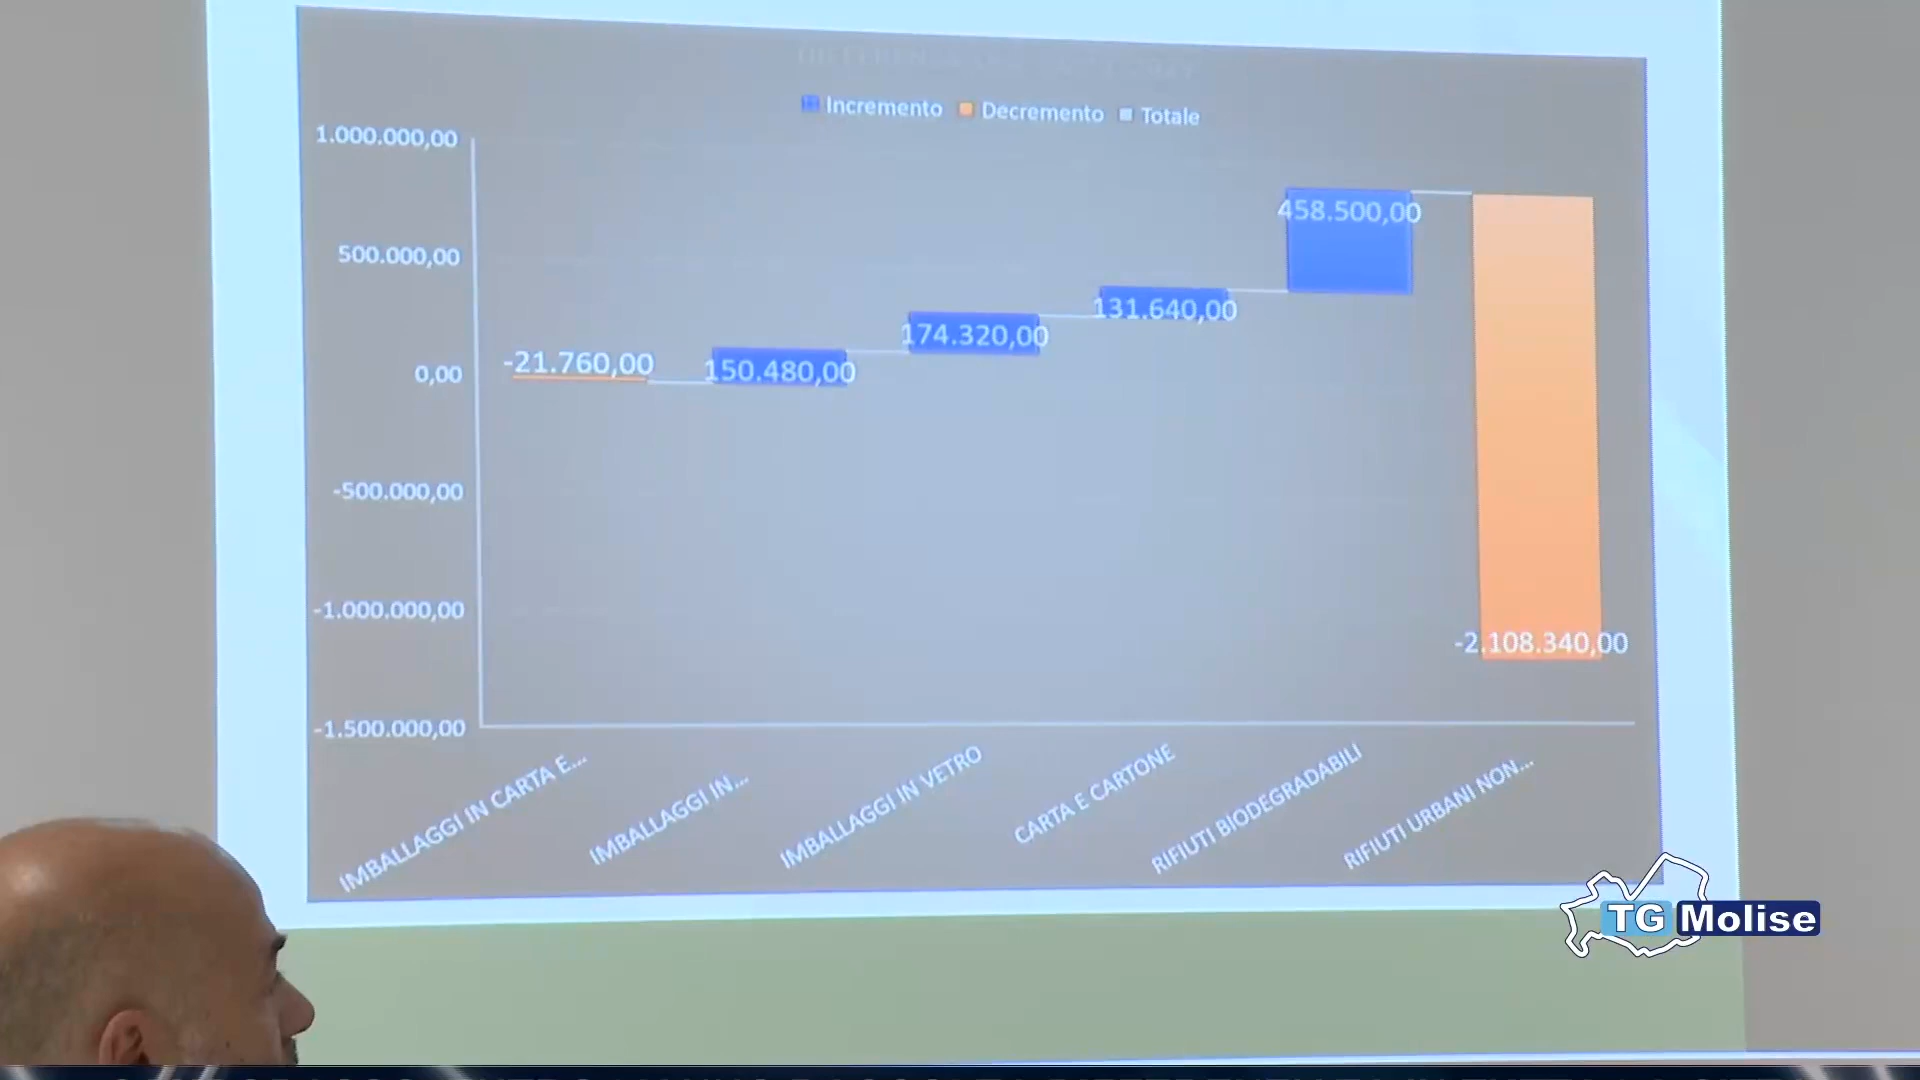 Incremento Decremento Totale
1.000.000,00
500.000,00
0,00
-500.000,00
-1.000.000,00
-1.500.000,00
-21.760,00
150.480,00
174.320,00
131.640,00
458.500,00
-2.108.340,00
IMBALLAGGI IN CARTA E...
IMBALLAGGI IN...
IMBALLAGGI IN VETRO
CARTA E CARTONE
RIFIUTI BIODEGRADABILI
RIFIUTI URBANI NON...
TG Molise